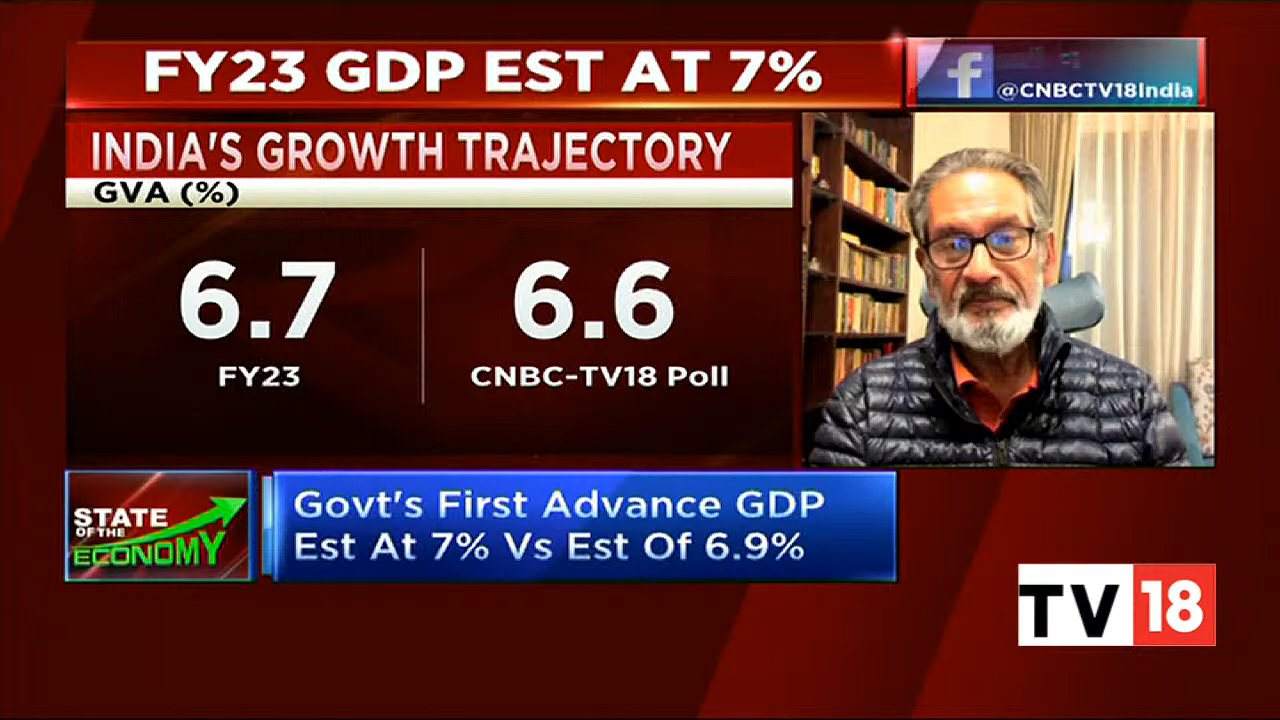 FY23 GDP EST AT 7%
@CNBCTV18India
INDIA'S GROWTH TRAJECTORY
GVA (%)
6.7
FY23
6.6
CNBC-TV18 Poll
STATE
OF THE
ECONOMY
Govt's First Advance GDP
Est At 7% Vs Est Of 6.9%
TV18